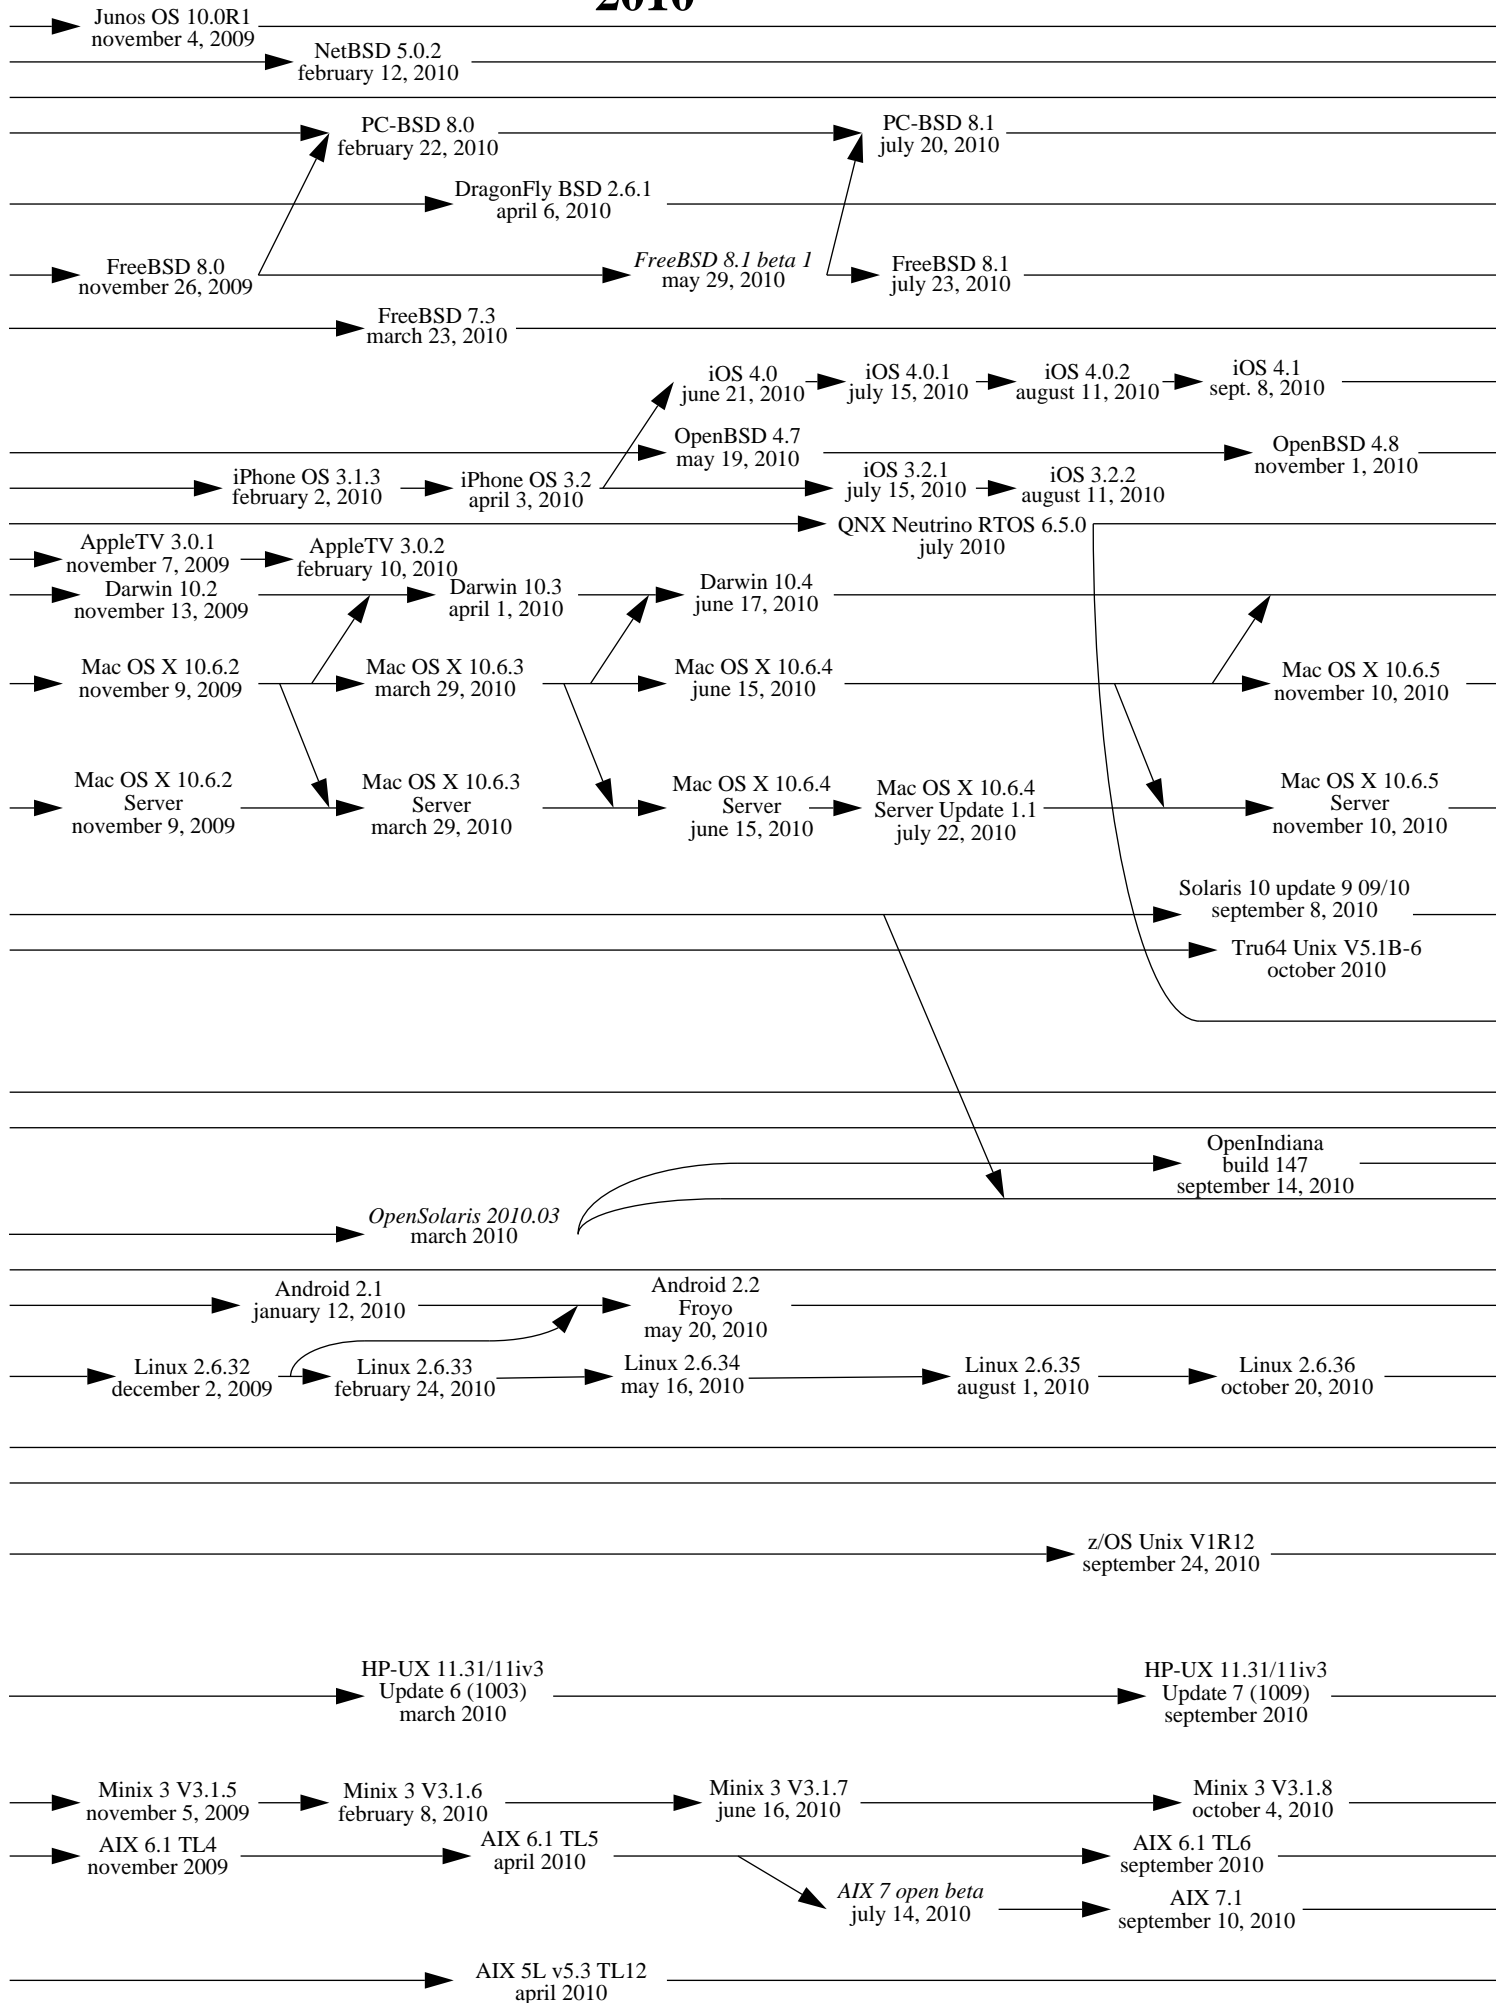 2010
Junos OS 10.0R1
november 4, 2009
NetBSD 5.0.2
february 12, 2010
PC-BSD 8.0
february 22, 2010
PC-BSD 8.1
july 20, 2010
DragonFly BSD 2.6.1
april 6, 2010
FreeBSD 8.0
november 26, 2009
FreeBSD 8.1 beta 1
may 29, 2010
FreeBSD 8.1
july 23, 2010
FreeBSD 7.3
march 23, 2010
iOS 4.0
june 21, 2010
iOS 4.0.1
july 15, 2010
iOS 4.0.2
august 11, 2010
iOS 4.1
sept. 8, 2010
OpenBSD 4.7
may 19, 2010
OpenBSD 4.8
november 1, 2010
iPhone OS 3.1.3
february 2, 2010
iPhone OS 3.2
april 3, 2010
iOS 3.2.1
july 15, 2010
iOS 3.2.2
august 11, 2010
QNX Neutrino RTOS 6.5.0
july 2010
AppleTV 3.0.1
november 7, 2009
AppleTV 3.0.2
february 10, 2010
Darwin 10.2
november 13, 2009
Darwin 10.3
april 1, 2010
Darwin 10.4
june 17, 2010
Mac OS X 10.6.2
november 9, 2009
Mac OS X 10.6.3
march 29, 2010
Mac OS X 10.6.4
june 15, 2010
Mac OS X 10.6.5
november 10, 2010
Mac OS X 10.6.2
Server
november 9, 2009
Mac OS X 10.6.3
Server
march 29, 2010
Mac OS X 10.6.4
Server
june 15, 2010
Mac OS X 10.6.4
Server Update 1.1
july 22, 2010
Mac OS X 10.6.5
Server
november 10, 2010
Solaris 10 update 9 09/10
september 8, 2010
Tru64 Unix V5.1B-6
october 2010
OpenIndiana
build 147
september 14, 2010
OpenSolaris 2010.03
march 2010
Android 2.1
january 12, 2010
Android 2.2
Froyo
may 20, 2010
Linux 2.6.32
december 2, 2009
Linux 2.6.33
february 24, 2010
Linux 2.6.34
may 16, 2010
Linux 2.6.35
august 1, 2010
Linux 2.6.36
october 20, 2010
z/OS Unix V1R12
september 24, 2010
HP-UX 11.31/11iv3
Update 6 (1003)
march 2010
HP-UX 11.31/11iv3
Update 7 (1009)
september 2010
Minix 3 V3.1.5
november 5, 2009
Minix 3 V3.1.6
february 8, 2010
Minix 3 V3.1.7
june 16, 2010
Minix 3 V3.1.8
october 4, 2010
AIX 6.1 TL4
november 2009
AIX 6.1 TL5
april 2010
AIX 6.1 TL6
september 2010
AIX 7 open beta
july 14, 2010
AIX 7.1
september 10, 2010
AIX 5L v5.3 TL12
april 2010